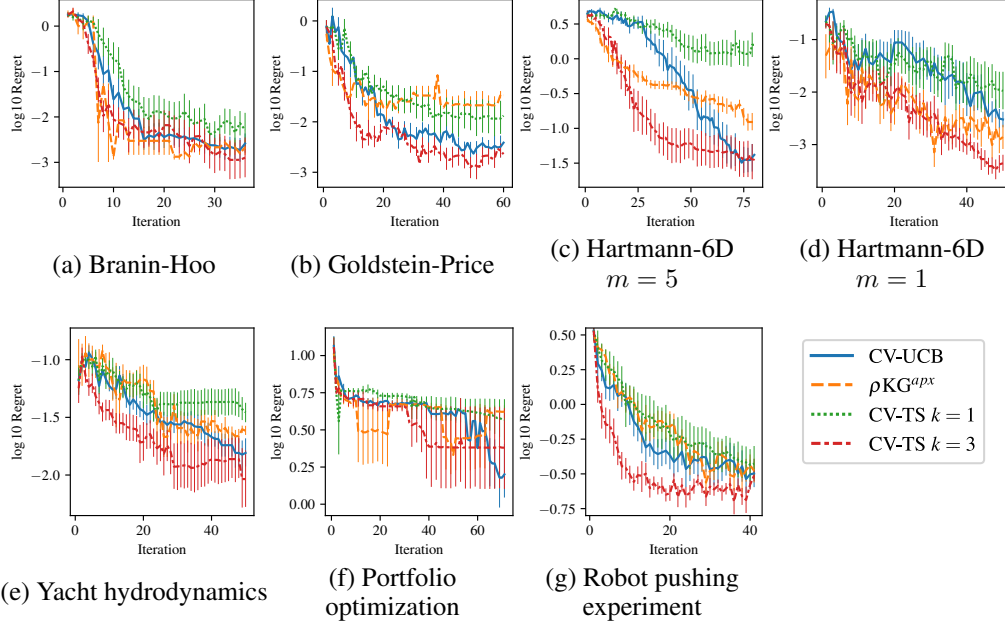 0
−1
−2
−3
log10 Regret
0
10
20
30
Iteration
(a) Branin-Hoo
0
−1
−2
−3
log10 Regret
0
20
40
60
Iteration
(b) Goldstein-Price
0.5
0.0
−0.5
−1.0
−1.5
log10 Regret
0
25
50
75
Iteration
(c) Hartmann-6D
m = 5
−1
−2
−3
log10 Regret
0
20
40
Iteration
(d) Hartmann-6D
m = 1
−1.0
−1.5
−2.0
log10 Regret
0
20
40
Iteration
(e) Yacht hydrodynamics
1.00
0.75
0.50
0.25
0.00
log10 Regret
0
20
40
60
Iteration
(f) Portfolio
optimization
0.50
0.25
0.00
−0.25
−0.50
−0.75
log10 Regret
0
10
20
30
40
Iteration
(g) Robot pushing
experiment
CV-UCB
ρKG^apx
CV-TS k = 1
CV-TS k = 3